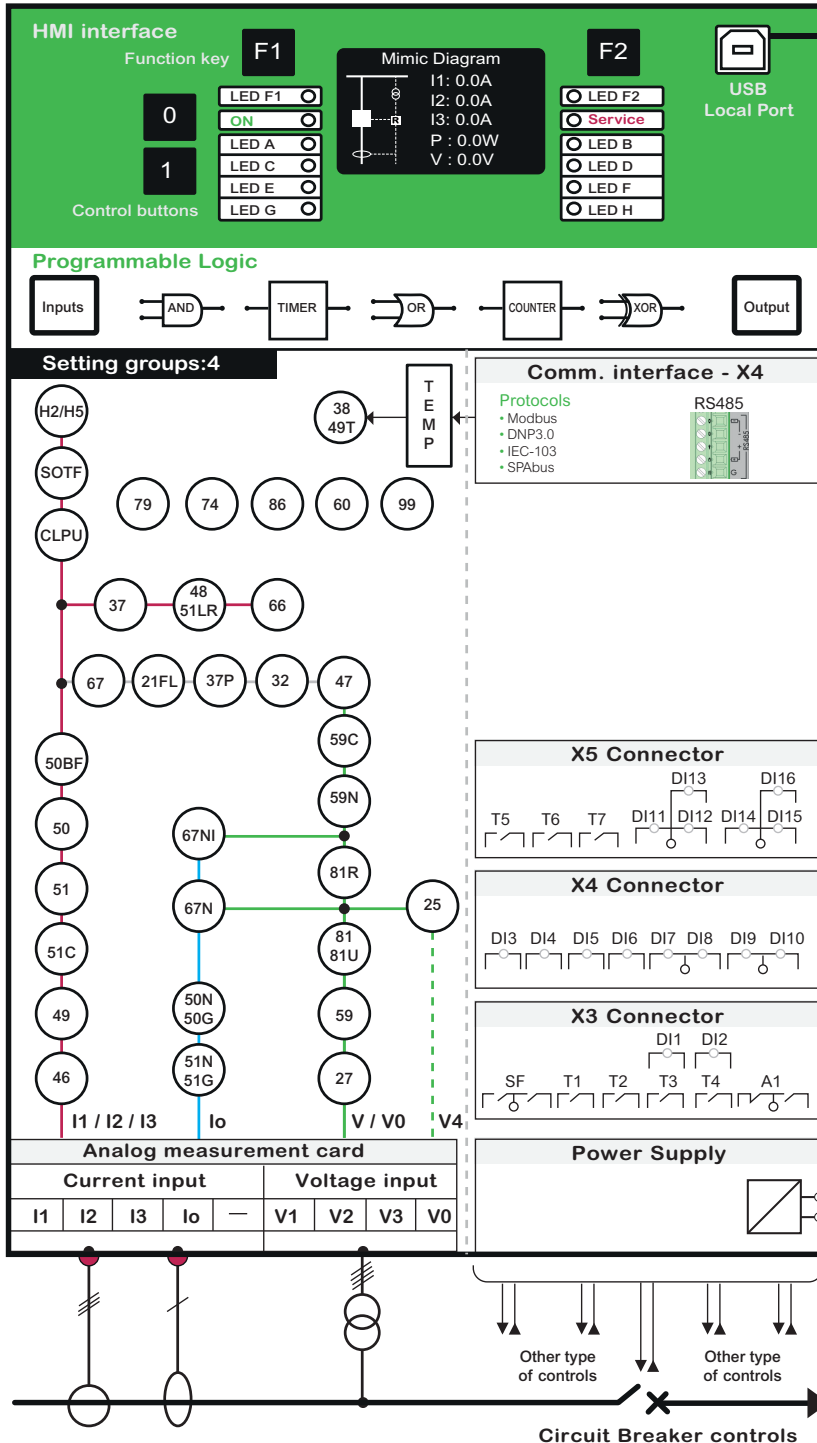 HMI interface
Function key
F1
F2
Mimic Diagram
I1: 0.0A
I2: 0.0A
I3: 0.0A
P : 0.0W
V : 0.0V
R
USB
Local Port
0
1
Control buttons
LED F1
ON
LED A
LED C
LED E
LED G
LED F2
Service
LED B
LED D
LED F
LED H
Programmable Logic
Inputs
AND
TIMER
OR
COUNTER
XOR
Output
Setting groups:4
H2/H5
SOTF
CLPU
38
49T
T
E
M
P
79
74
86
60
99
37
48
51LR
66
67
21FL
37P
32
47
50BF
59C
59N
50
67NI
81R
51
67N
25
51C
81
81U
49
50N
50G
59
46
51N
51G
27
I1 / I2 / I3
Io
V / V0
V4
Analog measurement card
Current input
Voltage input
I1
I2
I3
Io
—
V1
V2
V3
V0
Comm. interface - X4
Protocols
• Modbus
• DNP3.0
• IEC-103
• SPAbus
RS485
RS485
X5 Connector
DI13
DI16
T5
T6
T7
DI11
DI12
DI14
DI15
X4 Connector
DI3
DI4
DI5
DI6
DI7
DI8
DI9
DI10
X3 Connector
DI1
DI2
SF
T1
T2
T3
T4
A1
Power Supply
Other type
of controls
Other type
of controls
Circuit Breaker controls